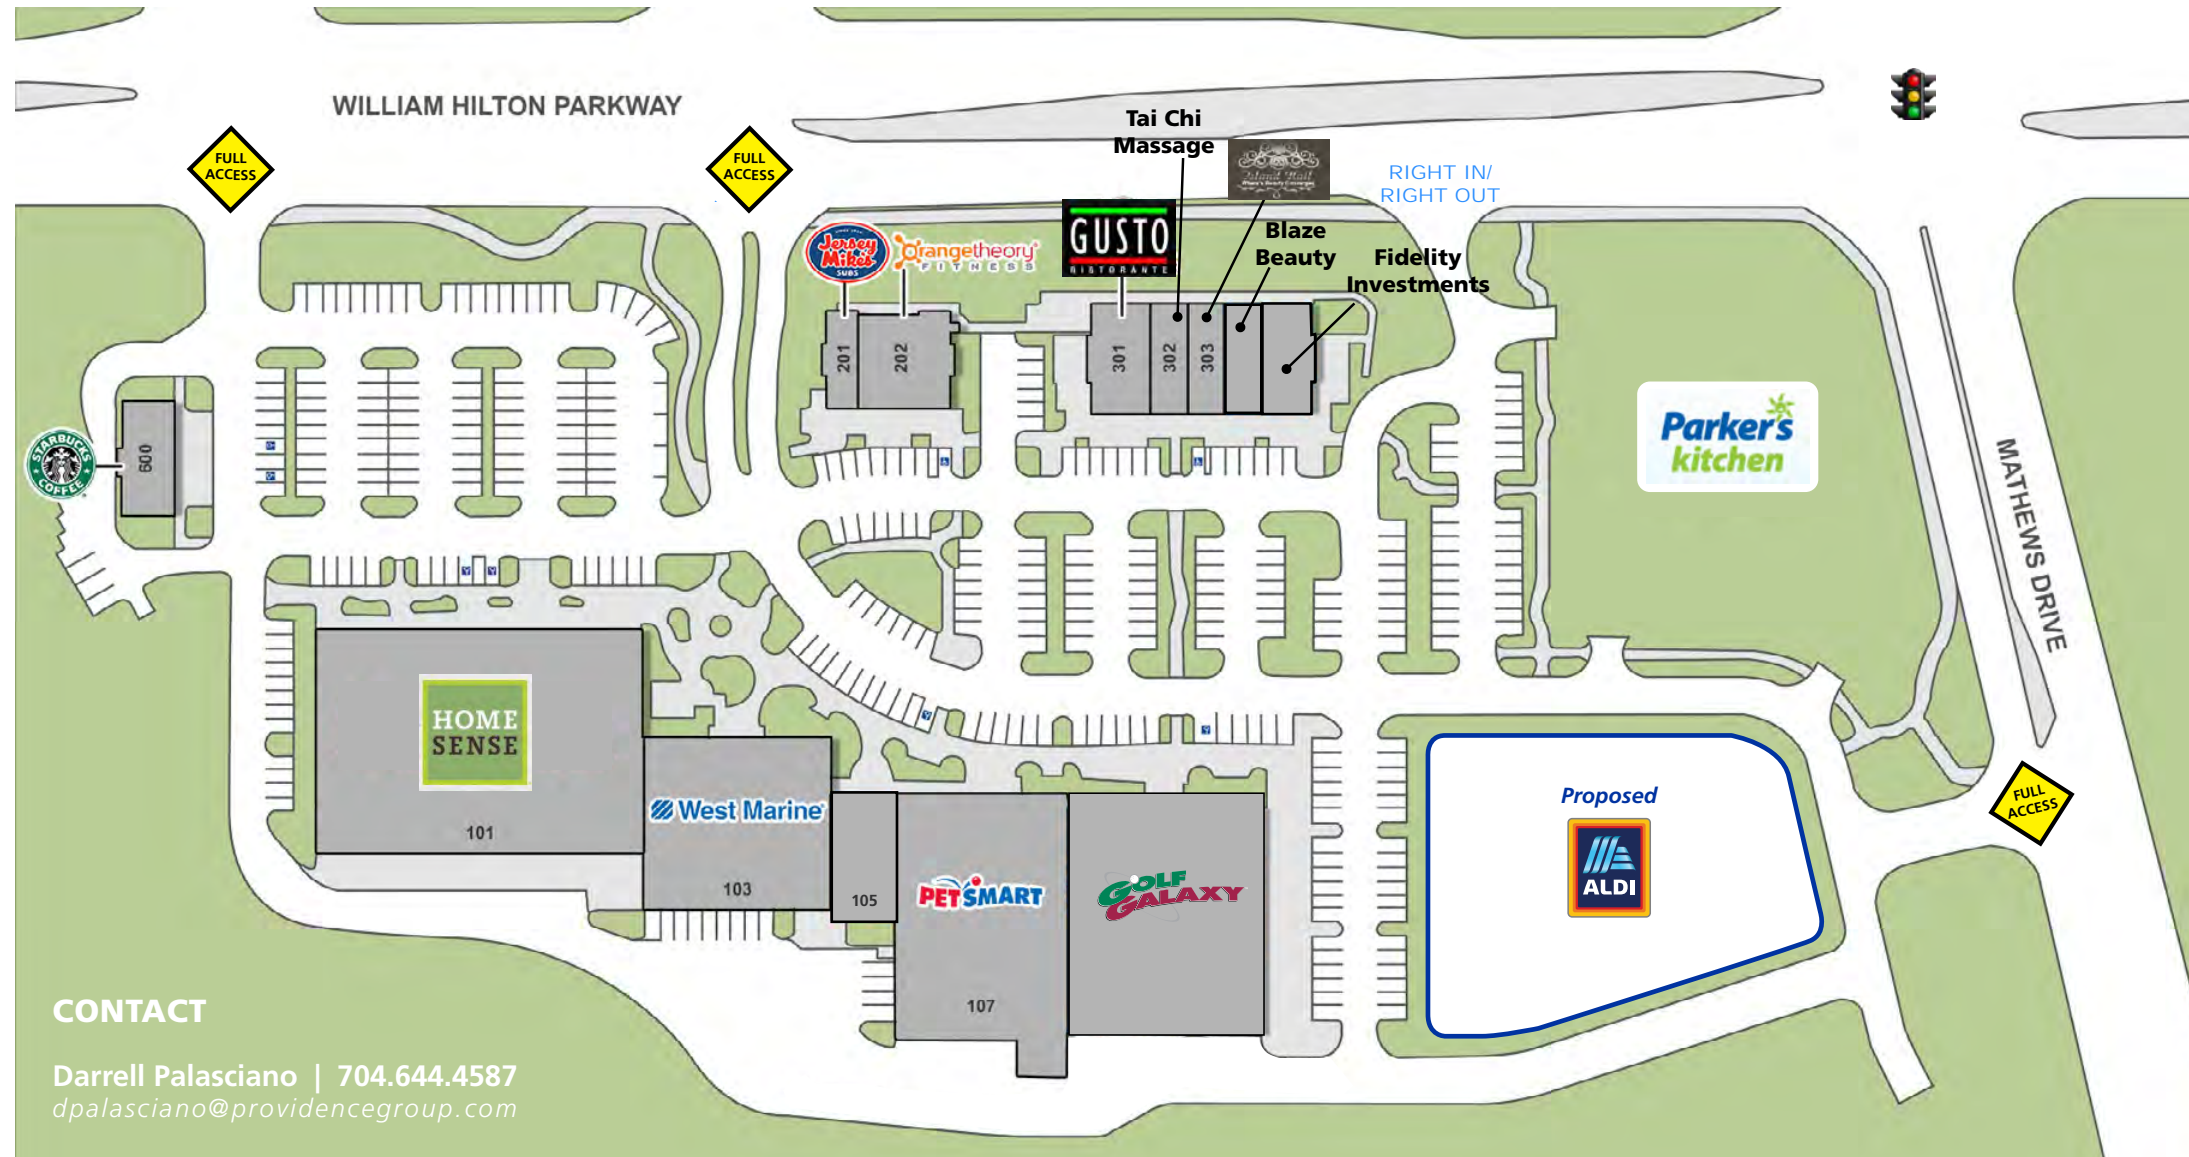 WILLIAM HILTON PARKWAY
FULL
ACCESS
FULL
ACCESS
Tai Chi
Massage
Island Nail
RIGHT IN/
RIGHT OUT
Jersey
Mike's
SUBS
Orangetheory
FITNESS
GUSTO
RISTORANTE
Blaze
Beauty
Fidelity
Investments
201
202
301
302
303
Parker's
kitchen
MATHEWS DRIVE
STARBUCKS
COFFEE
600
HOME
SENSE
101
West Marine
103
105
PETSMART
107
GOLF
GALAXY
Proposed
ALDI
FULL
ACCESS
CONTACT
Darrell Palasciano | 704.644.4587
dpalasciano@providencegroup.com